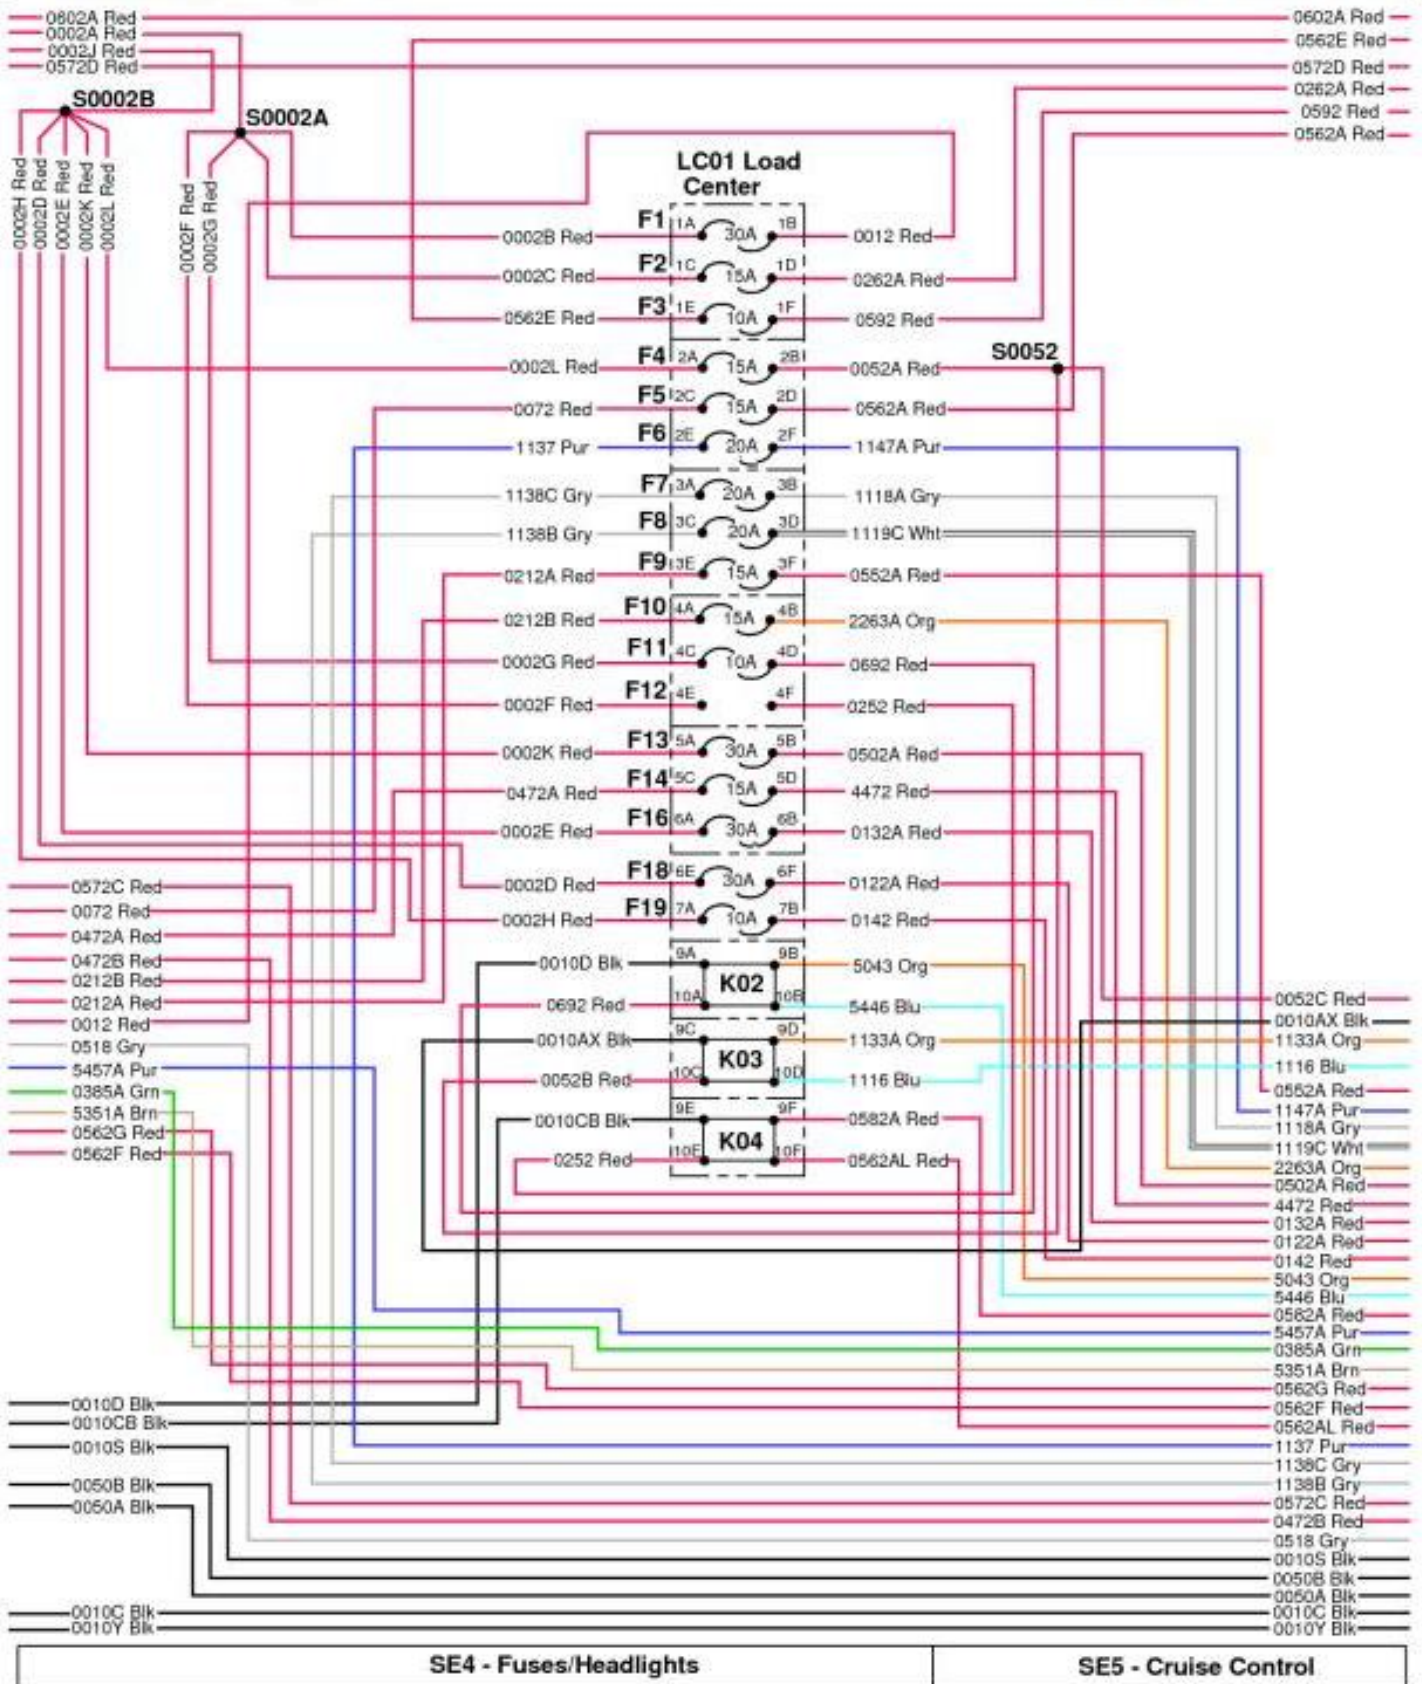 0602A Red 0602A Red
0002A Red 0562E Red
0002J Red
0572D Red 0572D Red
0262A Red
S0002B 0592 Red
S0002A 0562A Red
0002H Red
0002D Red
0002E Red
0002K Red
0002L Red
0002F Red
0002G Red
LC01 Load
Center
0002B Red F1 1A 30A 1B 0012 Red
0002C Red F2 1C 15A 1D 0262A Red
0562E Red F3 1E 10A 1F 0592 Red
S0052
0002L Red F4 2A 15A 2B 0052A Red
0072 Red F5 2C 15A 2D 0562A Red
1137 Pur F6 2E 20A 2F 1147A Pur
1138C Gry F7 3A 20A 3B 1118A Gry
1138B Gry F8 3C 20A 3D 1119C Wht
0212A Red F9 3E 15A 3F 0552A Red
0212B Red F10 4A 15A 4B 2263A Org
0002G Red F11 4C 10A 4D 0692 Red
0002F Red F12 4E 4F 0252 Red
0002K Red F13 5A 30A 5B 0502A Red
0472A Red F14 5C 15A 5D 4472 Red
0002E Red F16 6A 30A 6B 0132A Red
0002D Red F18 6E 30A 6F 0122A Red
0002H Red F19 7A 10A 7B 0142 Red
0010D Blk 9A K02 9B 5043 Org
0692 Red 10A 10B 5446 Blu
0010AX Blk 9C K03 9D 1133A Org
0052B Red 10C 10D 1116 Blu
0010CB Blk 9E K04 9F 0582A Red
0252 Red 10E 10F 0562AL Red
0572C Red
0072 Red
0472A Red
0472B Red
0212B Red
0212A Red
0012 Red
0518 Gry
5457A Pur
0385A Grn
5351A Brn
0562G Red
0562F Red
0010D Blk
0010CB Blk
0010S Blk
0050B Blk
0050A Blk
0010C Blk
0010Y Blk
0052C Red
0010AX Blk
1133A Org
1116 Blu
0552A Red
1147A Pur
1118A Gry
1119C Wht
2263A Org
0502A Red
4472 Red
0132A Red
0122A Red
0142 Red
5043 Org
5446 Blu
0582A Red
5457A Pur
0385A Grn
5351A Brn
0562G Red
0562F Red
0562AL Red
1137 Pur
1138C Gry
1138B Gry
0572C Red
0472B Red
0518 Gry
0010S Blk
0050B Blk
0050A Blk
0010C Blk
0010Y Blk
SE4 - Fuses/Headlights SE5 - Cruise Control